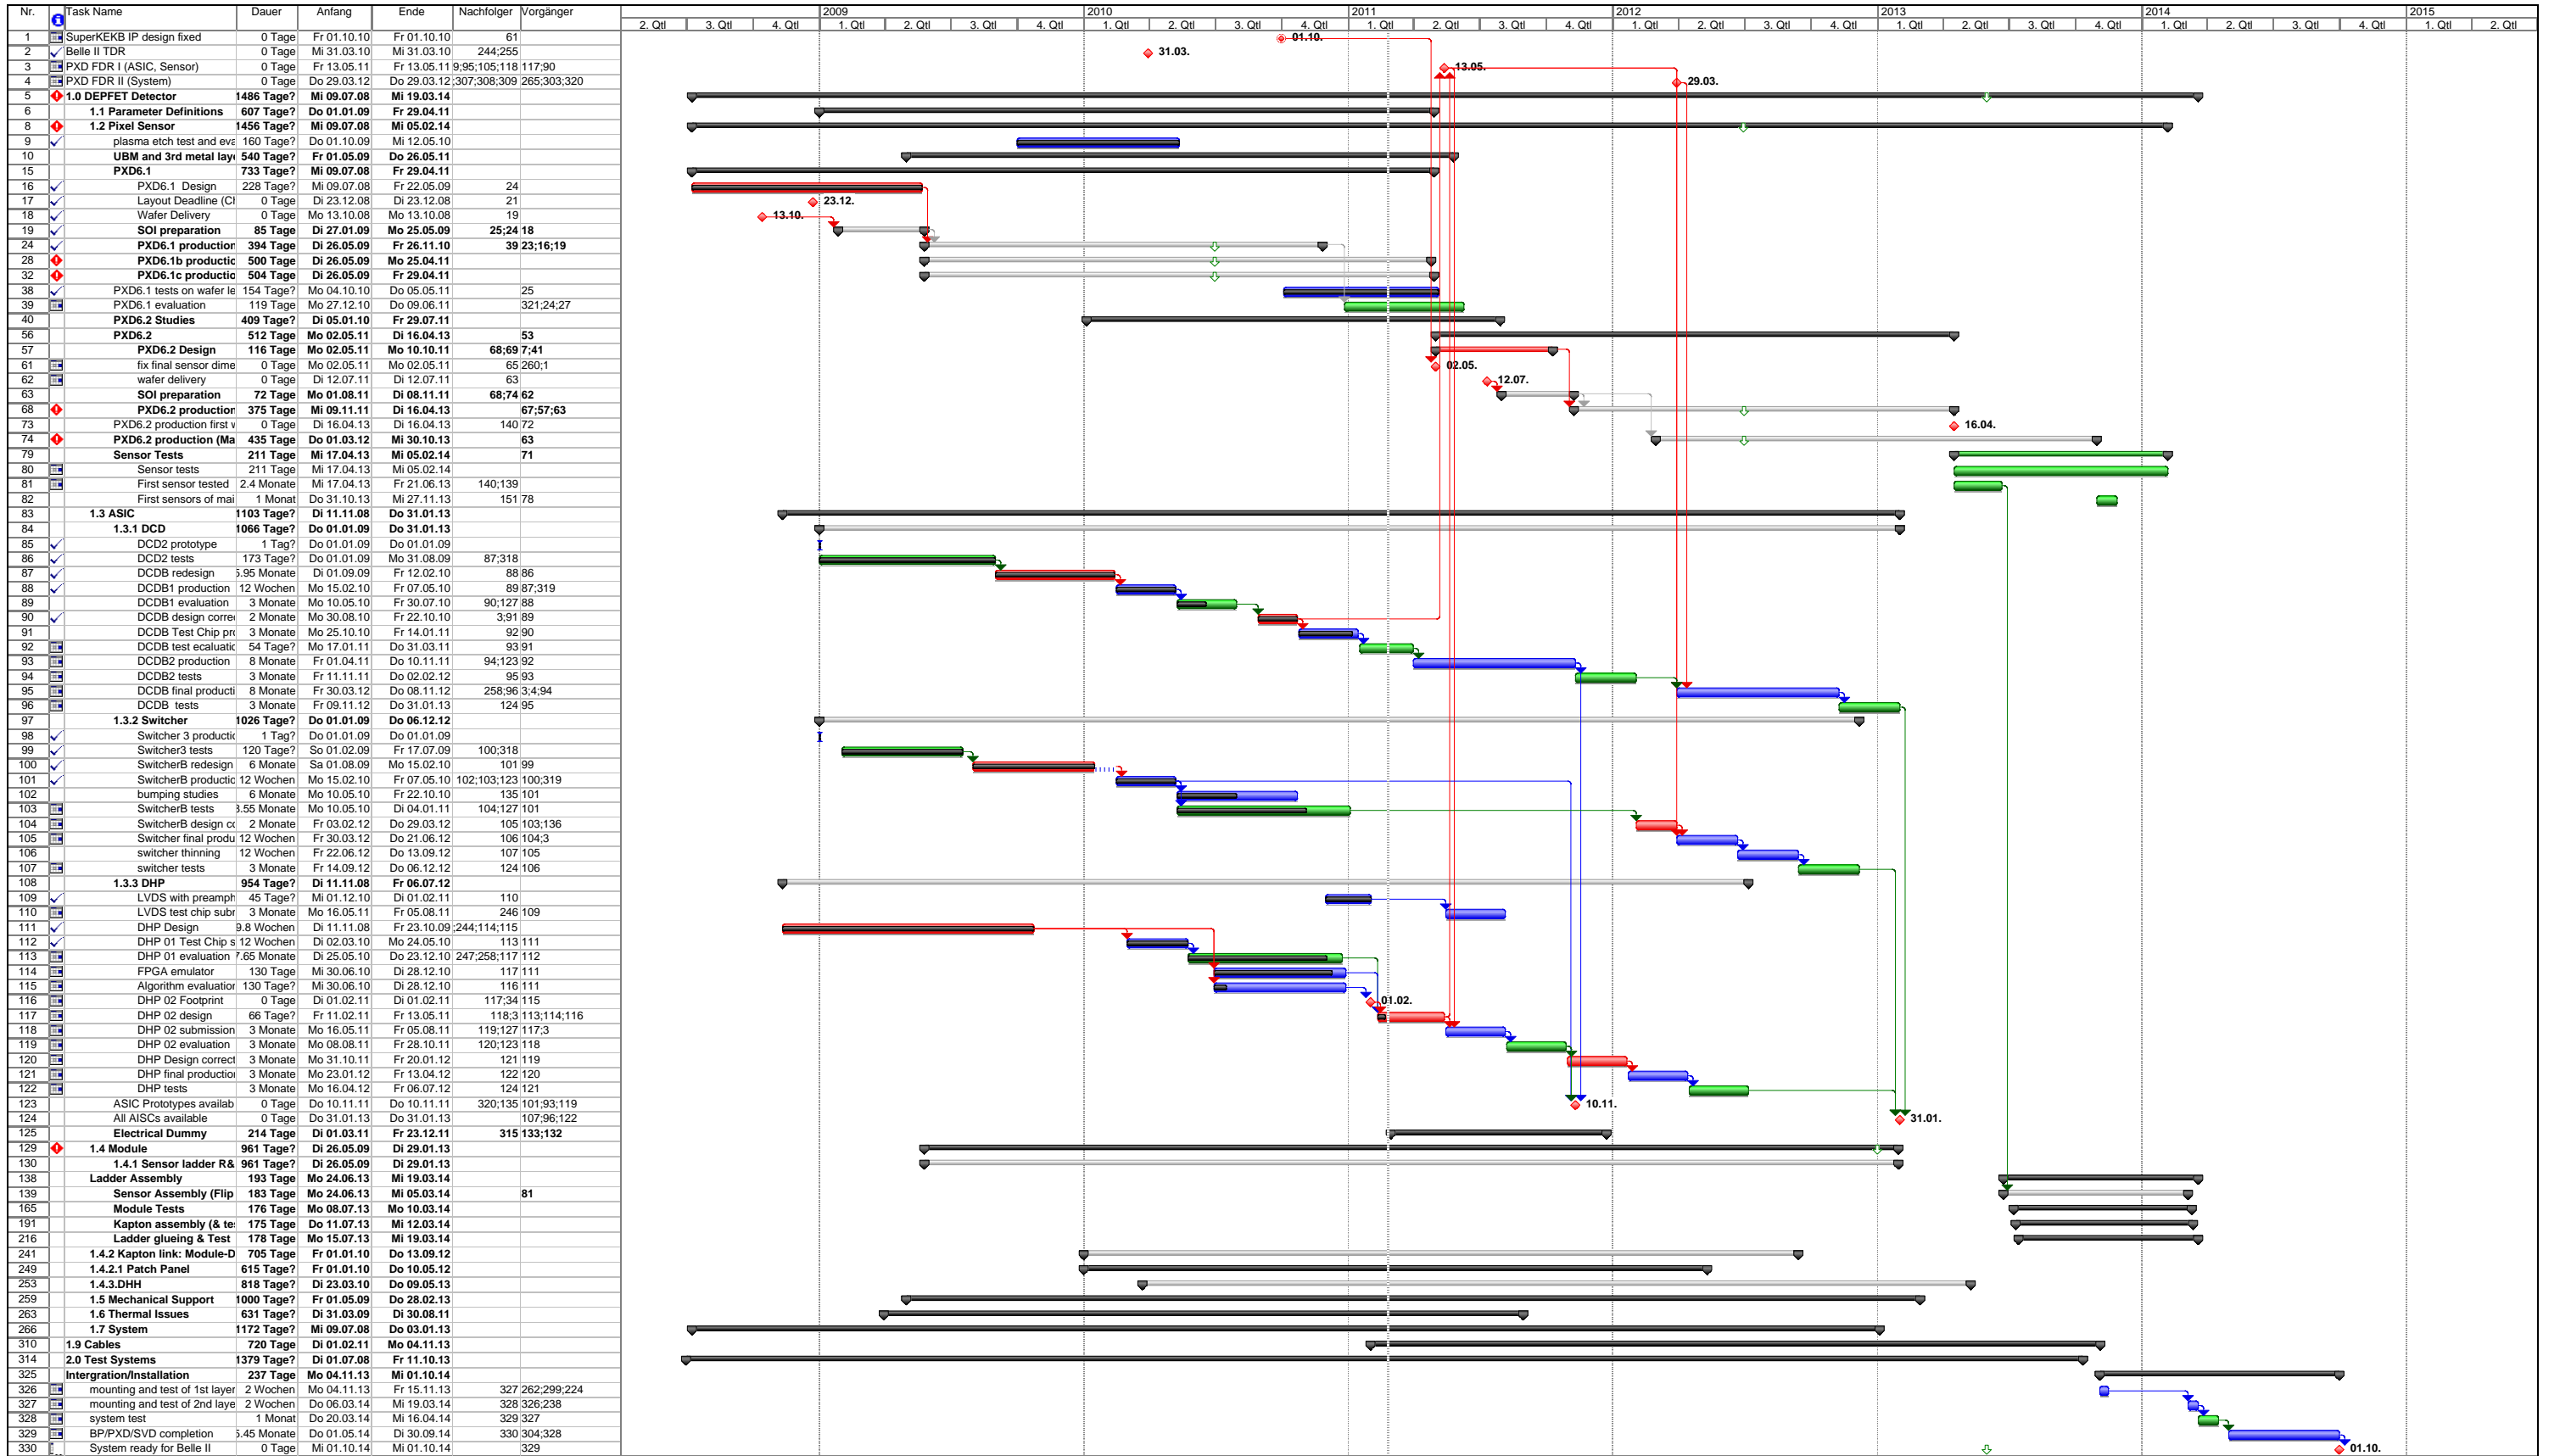 Nr. Task Name Dauer Anfang Ende Nachfolger Vorgänger
2009 2010 2011 2012 2013 2014 2015
2. Qtl 3. Qtl 4. Qtl 1. Qtl 2. Qtl 3. Qtl 4. Qtl 1. Qtl 2. Qtl 3. Qtl 4. Qtl 1. Qtl 2. Qtl 3. Qtl 4. Qtl 1. Qtl 2. Qtl 3. Qtl 4. Qtl 1. Qtl 2. Qtl 3. Qtl 4. Qtl 1. Qtl 2. Qtl 3. Qtl 4. Qtl 1. Qtl 2. Qtl
1 SuperKEKB IP design fixed 0 Tage Fr 01.10.10 Fr 01.10.10 61 01.10.
2 Belle II TDR 0 Tage Mi 31.03.10 Mi 31.03.10 244;255 31.03.
3 PXD FDR I (ASIC, Sensor) 0 Tage Fr 13.05.11 Fr 13.05.11 9;95;105;118 117;90 13.05.
4 PXD FDR II (System) 0 Tage Do 29.03.12 Do 29.03.12 ;307;308;309 265;303;320 29.03.
5 1.0 DEPFET Detector 1486 Tage? Mi 09.07.08 Mi 19.03.14
6 1.1 Parameter Definitions 607 Tage? Do 01.01.09 Fr 29.04.11
8 1.2 Pixel Sensor 1456 Tage? Mi 09.07.08 Mi 05.02.14
9 plasma etch test and eva 160 Tage? Do 01.10.09 Mi 12.05.10
10 UBM and 3rd metal lay 540 Tage? Fr 01.05.09 Do 26.05.11
15 PXD6.1 733 Tage? Mi 09.07.08 Fr 29.04.11
16 PXD6.1 Design 228 Tage? Mi 09.07.08 Fr 22.05.09 24
17 Layout Deadline (Cl 0 Tage Di 23.12.08 Di 23.12.08 21 23.12.
18 Wafer Delivery 0 Tage Mo 13.10.08 Mo 13.10.08 19 13.10.
19 SOI preparation 85 Tage Di 27.01.09 Mo 25.05.09 25;24 18
24 PXD6.1 production 394 Tage Di 26.05.09 Fr 26.11.10 39 23;16;19
28 PXD6.1b productic 500 Tage Di 26.05.09 Mo 25.04.11
32 PXD6.1c productio 504 Tage Di 26.05.09 Fr 29.04.11
38 PXD6.1 tests on wafer le 154 Tage? Mo 04.10.10 Do 05.05.11 25
39 PXD6.1 evaluation 119 Tage Mo 27.12.10 Do 09.06.11 321;24;27
40 PXD6.2 Studies 409 Tage? Di 05.01.10 Fr 29.07.11
56 PXD6.2 512 Tage Mo 02.05.11 Di 16.04.13 53
57 PXD6.2 Design 116 Tage Mo 02.05.11 Mo 10.10.11 68;69 7;41
61 fix final sensor dime 0 Tage Mo 02.05.11 Mo 02.05.11 65 260;1 02.05.
62 wafer delivery 0 Tage Di 12.07.11 Di 12.07.11 63 12.07.
63 SOI preparation 72 Tage Mo 01.08.11 Di 08.11.11 68;74 62
68 PXD6.2 production 375 Tage Mi 09.11.11 Di 16.04.13 67;57;63
73 PXD6.2 production first v 0 Tage Di 16.04.13 Di 16.04.13 140 72 16.04.
74 PXD6.2 production (Ma 435 Tage Do 01.03.12 Mi 30.10.13 63
79 Sensor Tests 211 Tage Mi 17.04.13 Mi 05.02.14 71
80 Sensor tests 211 Tage Mi 17.04.13 Mi 05.02.14
81 First sensor tested 2.4 Monate Mi 17.04.13 Fr 21.06.13 140;139
82 First sensors of mai 1 Monat Do 31.10.13 Mi 27.11.13 151 78
83 1.3 ASIC 1103 Tage? Di 11.11.08 Do 31.01.13
84 1.3.1 DCD 1066 Tage? Do 01.01.09 Do 31.01.13
85 DCD2 prototype 1 Tag? Do 01.01.09 Do 01.01.09
86 DCD2 tests 173 Tage? Do 01.01.09 Mo 31.08.09 87;318
87 DCDB redesign 5.95 Monate Di 01.09.09 Fr 12.02.10 88 86
88 DCDB1 production 12 Wochen Mo 15.02.10 Fr 07.05.10 89 87;319
89 DCDB1 evaluation 3 Monate Mo 10.05.10 Fr 30.07.10 90;127 88
90 DCDB design corre 2 Monate Mo 30.08.10 Fr 22.10.10 3;91 89
91 DCDB Test Chip pr 3 Monate Mo 25.10.10 Fr 14.01.11 92 90
92 DCDB test ecaluatic 54 Tage? Mo 17.01.11 Do 31.03.11 93 91
93 DCDB2 production 8 Monate Fr 01.04.11 Do 10.11.11 94;123 92
94 DCDB2 tests 3 Monate Fr 11.11.11 Do 02.02.12 95 93
95 DCDB final producti 8 Monate Fr 30.03.12 Do 08.11.12 258;96 3;4;94
96 DCDB tests 3 Monate Fr 09.11.12 Do 31.01.13 124 95
97 1.3.2 Switcher 1026 Tage? Do 01.01.09 Do 06.12.12
98 Switcher 3 productic 1 Tag? Do 01.01.09 Do 01.01.09
99 Switcher3 tests 120 Tage? So 01.02.09 Fr 17.07.09 100;318
100 SwitcherB redesign 6 Monate Sa 01.08.09 Mo 15.02.10 101 99
101 SwitcherB productic 12 Wochen Mo 15.02.10 Fr 07.05.10 102;103;123 100;319
102 bumping studies 6 Monate Mo 10.05.10 Fr 22.10.10 135 101
103 SwitcherB tests 8.55 Monate Mo 10.05.10 Di 04.01.11 104;127 101
104 SwitcherB design cc 2 Monate Fr 03.02.12 Do 29.03.12 105 103;136
105 Switcher final produ 12 Wochen Fr 30.03.12 Do 21.06.12 106 104;3
106 switcher thinning 12 Wochen Fr 22.06.12 Do 13.09.12 107 105
107 switcher tests 3 Monate Fr 14.09.12 Do 06.12.12 124 106
108 1.3.3 DHP 954 Tage? Di 11.11.08 Fr 06.07.12
109 LVDS with preamph 45 Tage? Mi 01.12.10 Di 01.02.11 110
110 LVDS test chip subr 3 Monate Mo 16.05.11 Fr 05.08.11 246 109
111 DHP Design 9.8 Wochen Di 11.11.08 Fr 23.10.09 ;244;114;115
112 DHP 01 Test Chip s 12 Wochen Di 02.03.10 Mo 24.05.10 113 111
113 DHP 01 evaluation 7.65 Monate Di 25.05.10 Do 23.12.10 247;258;117 112
114 FPGA emulator 130 Tage Mi 30.06.10 Di 28.12.10 117 111
115 Algorithm evaluation 130 Tage? Mi 30.06.10 Di 28.12.10 116 111
116 DHP 02 Footprint 0 Tage Di 01.02.11 Di 01.02.11 117;34 115 01.02.
117 DHP 02 design 66 Tage? Fr 11.02.11 Fr 13.05.11 118;3 113;114;116
118 DHP 02 submission 3 Monate Mo 16.05.11 Fr 05.08.11 119;127 117;3
119 DHP 02 evaluation 3 Monate Mo 08.08.11 Fr 28.10.11 120;123 118
120 DHP Design correct 3 Monate Mo 31.10.11 Fr 20.01.12 121 119
121 DHP final production 3 Monate Mo 23.01.12 Fr 13.04.12 122 120
122 DHP tests 3 Monate Mo 16.04.12 Fr 06.07.12 124 121
123 ASIC Prototypes availab 0 Tage Do 10.11.11 Do 10.11.11 320;135 101;93;119 10.11.
124 All AISCs available 0 Tage Do 31.01.13 Do 31.01.13 107;96;122 31.01.
125 Electrical Dummy 214 Tage Di 01.03.11 Fr 23.12.11 315 133;132
129 1.4 Module 961 Tage? Di 26.05.09 Di 29.01.13
130 1.4.1 Sensor ladder R& 961 Tage? Di 26.05.09 Di 29.01.13
138 Ladder Assembly 193 Tage Mo 24.06.13 Mi 19.03.14
139 Sensor Assembly (Flip 183 Tage Mo 24.06.13 Mi 05.03.14 81
165 Module Tests 176 Tage Mo 08.07.13 Mo 10.03.14
191 Kapton assembly (& te 175 Tage Do 11.07.13 Mi 12.03.14
216 Ladder glueing & Test 178 Tage Mo 15.07.13 Mi 19.03.14
241 1.4.2 Kapton link: Module-D 705 Tage Fr 01.01.10 Do 13.09.12
249 1.4.2.1 Patch Panel 615 Tage? Fr 01.01.10 Do 10.05.12
253 1.4.3.DHH 818 Tage? Di 23.03.10 Do 09.05.13
259 1.5 Mechanical Support 1000 Tage? Fr 01.05.09 Do 28.02.13
263 1.6 Thermal Issues 631 Tage? Di 31.03.09 Di 30.08.11
266 1.7 System 1172 Tage? Mi 09.07.08 Do 03.01.13
310 1.9 Cables 720 Tage Di 01.02.11 Mo 04.11.13
314 2.0 Test Systems 1379 Tage? Di 01.07.08 Fr 11.10.13
325 Intergration/Installation 237 Tage Mo 04.11.13 Mi 01.10.14
326 mounting and test of 1st layer 2 Wochen Mo 04.11.13 Fr 15.11.13 327 262;299;224
327 mounting and test of 2nd laye 2 Wochen Do 06.03.14 Mi 19.03.14 328 326;238
328 system test 1 Monat Do 20.03.14 Mi 16.04.14 329 327
329 BP/PXD/SVD completion 5.45 Monate Do 01.05.14 Di 30.09.14 330 304;328
330 System ready for Belle II 0 Tage Mi 01.10.14 Mi 01.10.14 329 01.10.